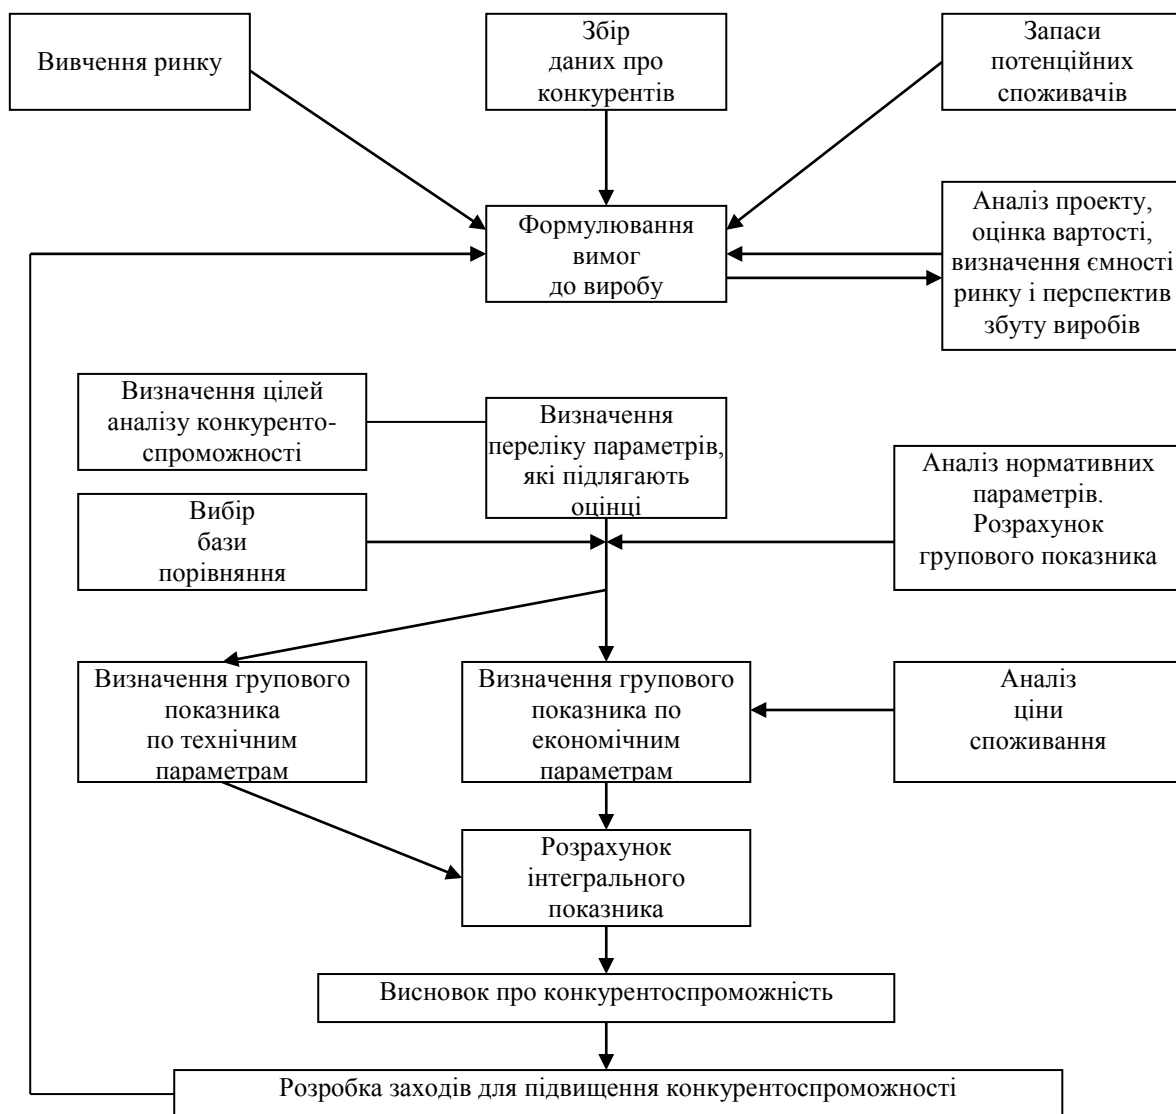 Вивчення ринку
Збір
даних про
конкурентів
Запаси
потенційних
споживачів
Формулювання
вимог
до виробу
Аналіз проекту,
оцінка вартості,
визначення ємності
ринку і перспектив
збуту виробів
Визначення цілей
аналізу конкуренто-
спроможності
Визначення
переліку параметрів,
які підлягають
оцінці
Аналіз нормативних
параметрів.
Розрахунок
групового показника
Вибір
бази
порівняння
Визначення групового
показника
по технічним
параметрам
Визначення групового
показника по
економічним
параметрам
Аналіз
ціни
споживання
Розрахунок
інтегрального
показника
Висновок про конкурентоспроможність
Розробка заходів для підвищення конкурентоспроможності